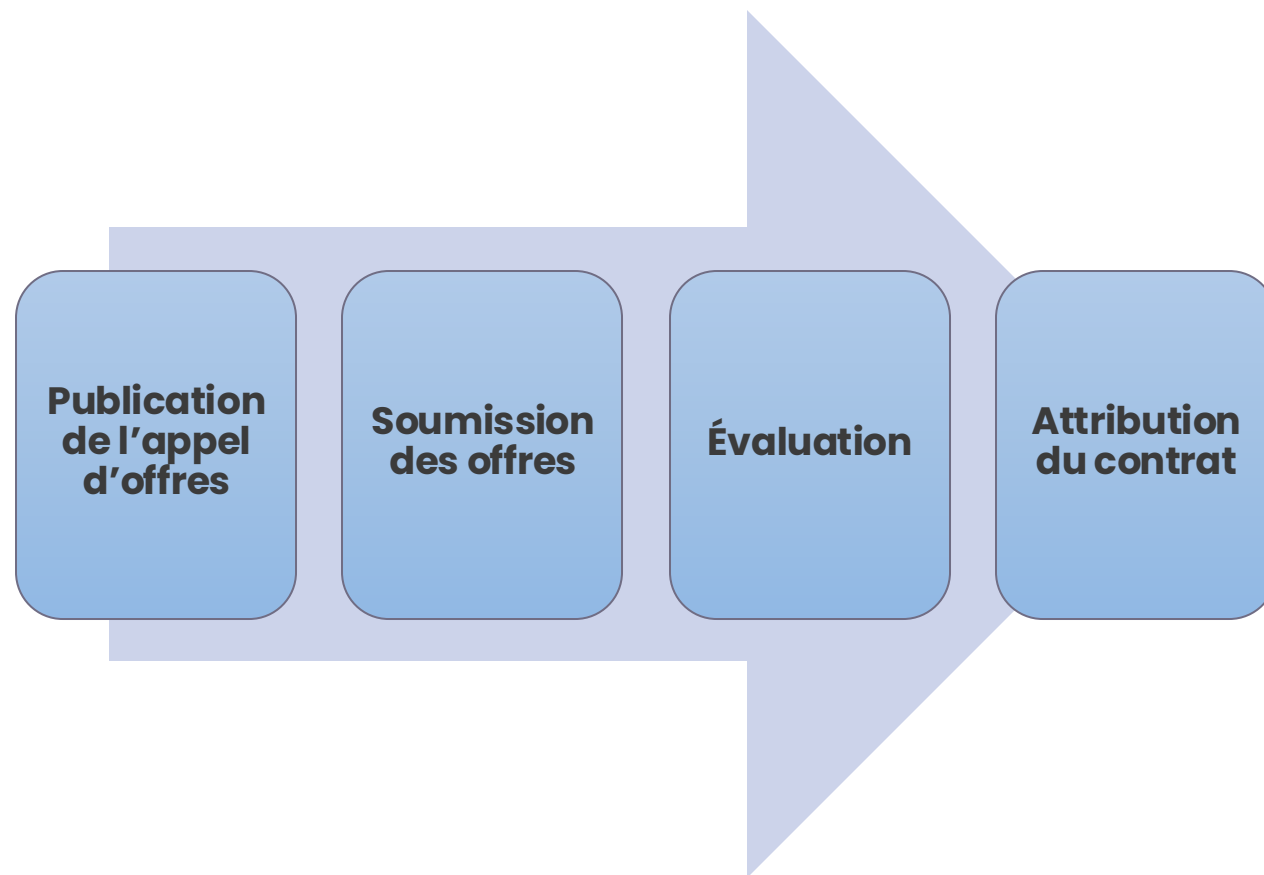 Publication
de l’appel
d’offres
Soumission
des offres
Évaluation
Attribution
du contrat